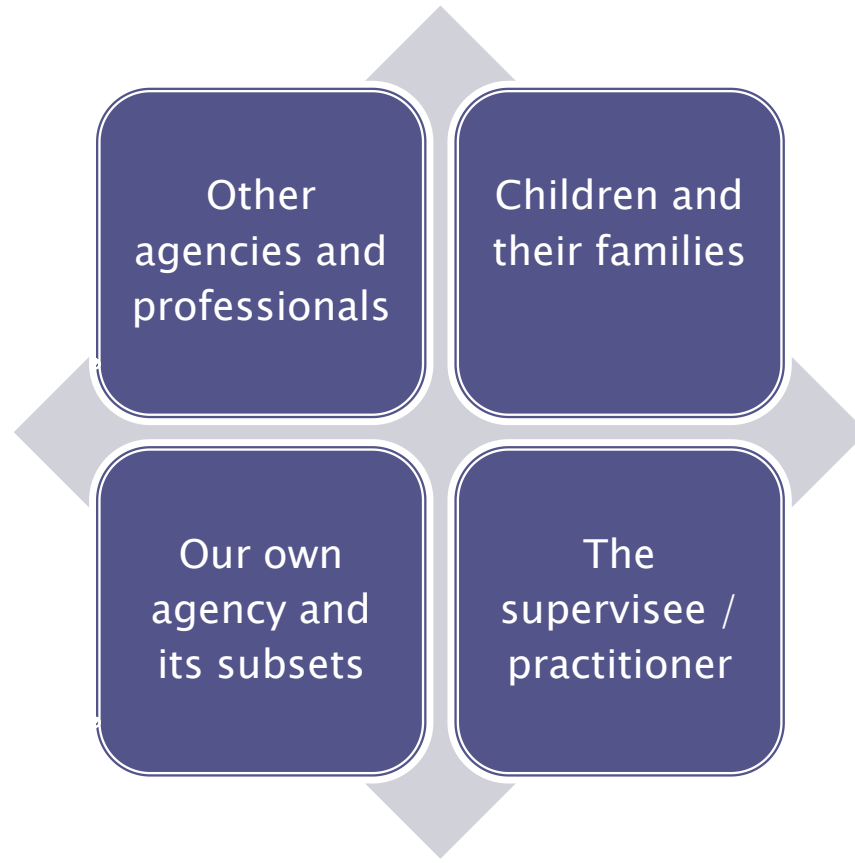 Other
agencies and
professionals
Children and
their families
Our own
agency and
its subsets
The
supervisee /
practitioner